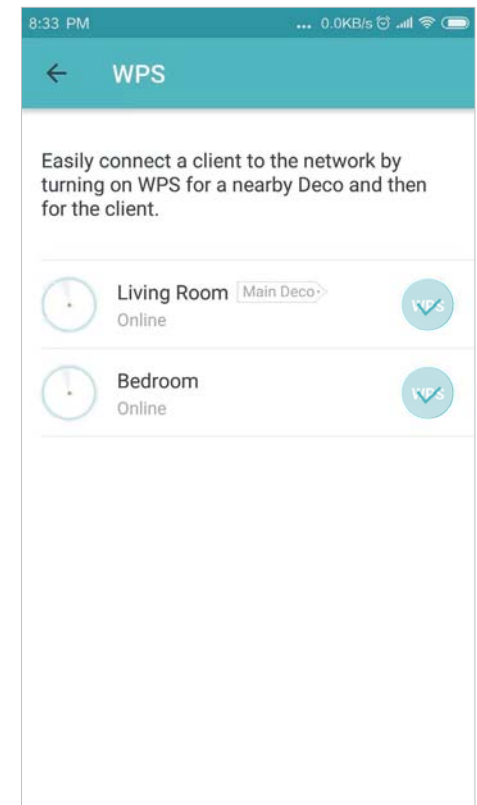 8:33 PM ... 0.0KB/s
WPS
Easily connect a client to the network by
turning on WPS for a nearby Deco and then
for the client.
Living Room Main Deco
Online
WPS
Bedroom
Online
WPS